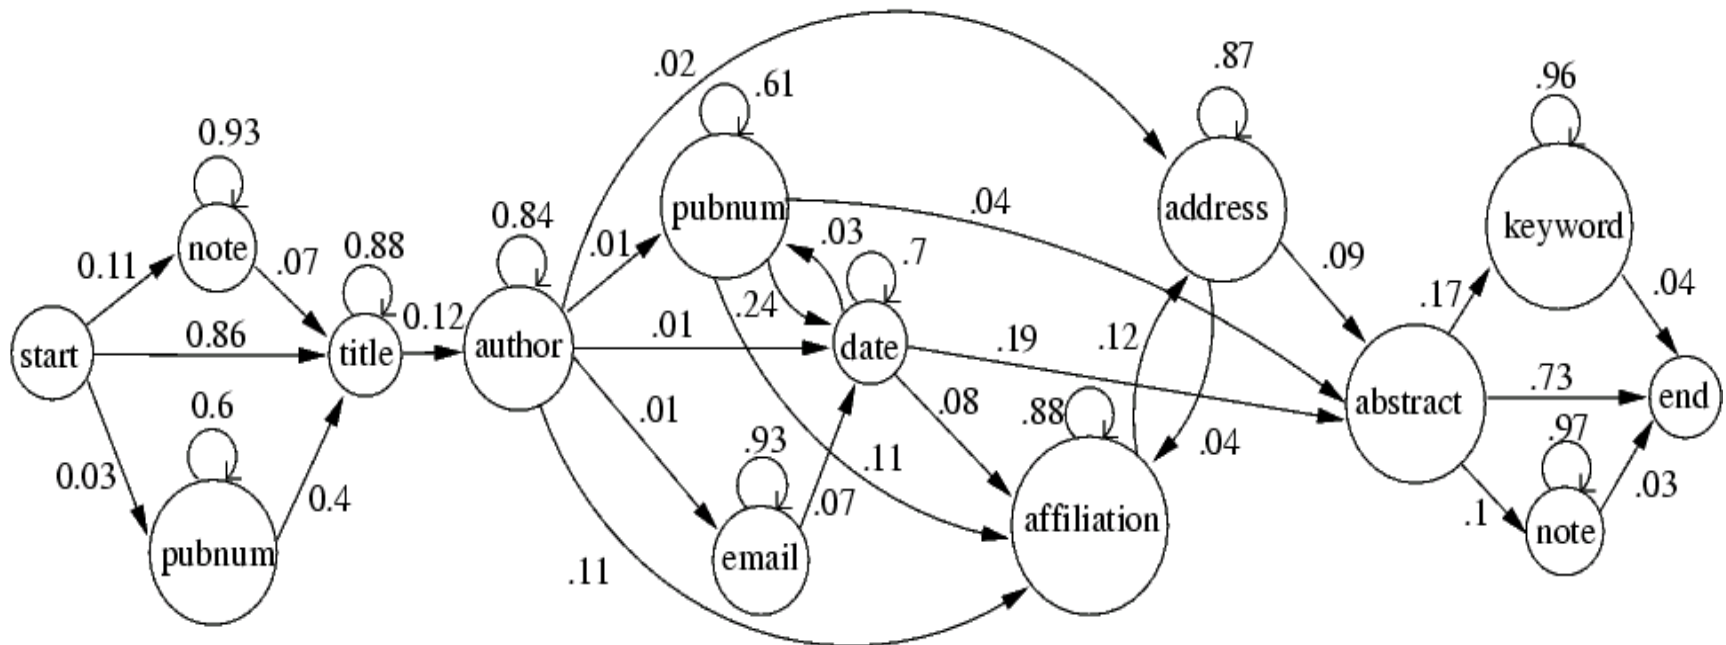 .02
.61
.87
.96
0.93
note
0.11
.07
0.88
0.84
pubnum
.01
.03
.7
.04
address
keyword
.09
.17
.04
start
0.86
title
0.12
author
.01
.24
date
.19
.12
abstract
.73
end
0.6
0.03
pubnum
0.4
.01
.93
.07
email
.11
.11
.08
.88
affiliation
.04
.97
.1
note
.03